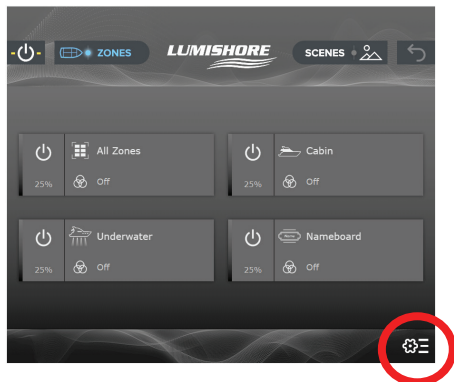 ZONES
LUMISHORE
SCENES
All Zones
25%
Off
Cabin
25%
Off
Underwater
25%
Off
Nameboard
25%
Off